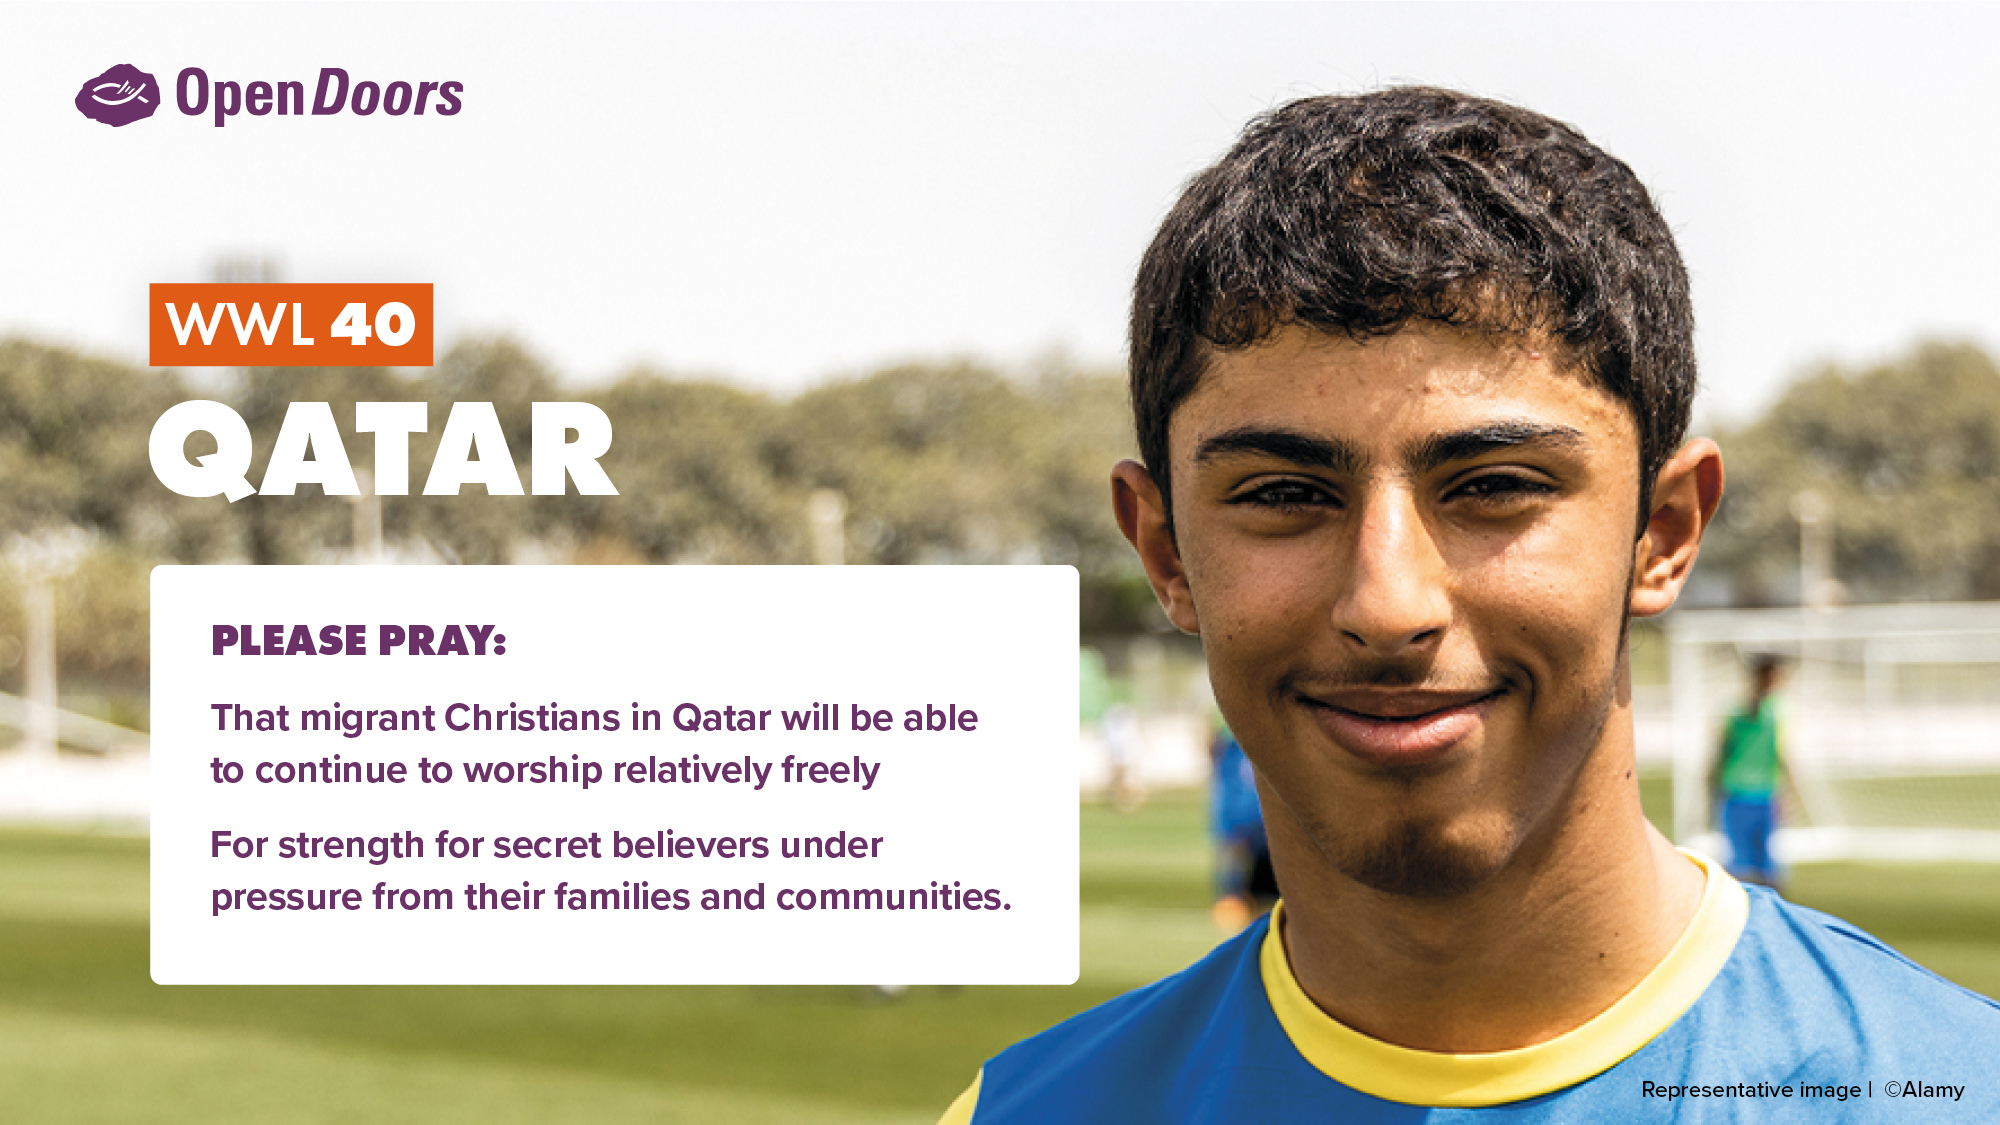 Open Doors
WWL 40
QATAR
PLEASE PRAY:
That migrant Christians in Qatar will be able
to continue to worship relatively freely
For strength for secret believers under
pressure from their families and communities.
Representative image | ©Alamy